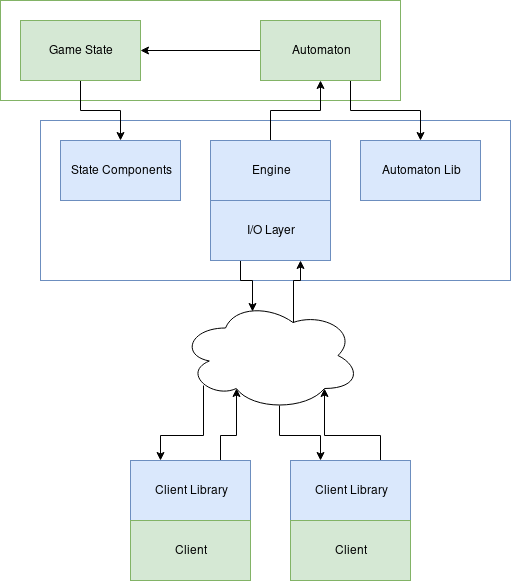 Game State
Automaton
State Components
Engine
Automaton Lib
I/O Layer
Client Library
Client Library
Client
Client